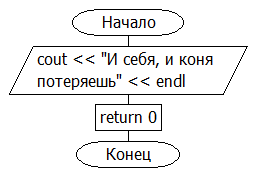 Начало
cout << "И себя, и коня
потеряешь" << endl
return 0
Конец